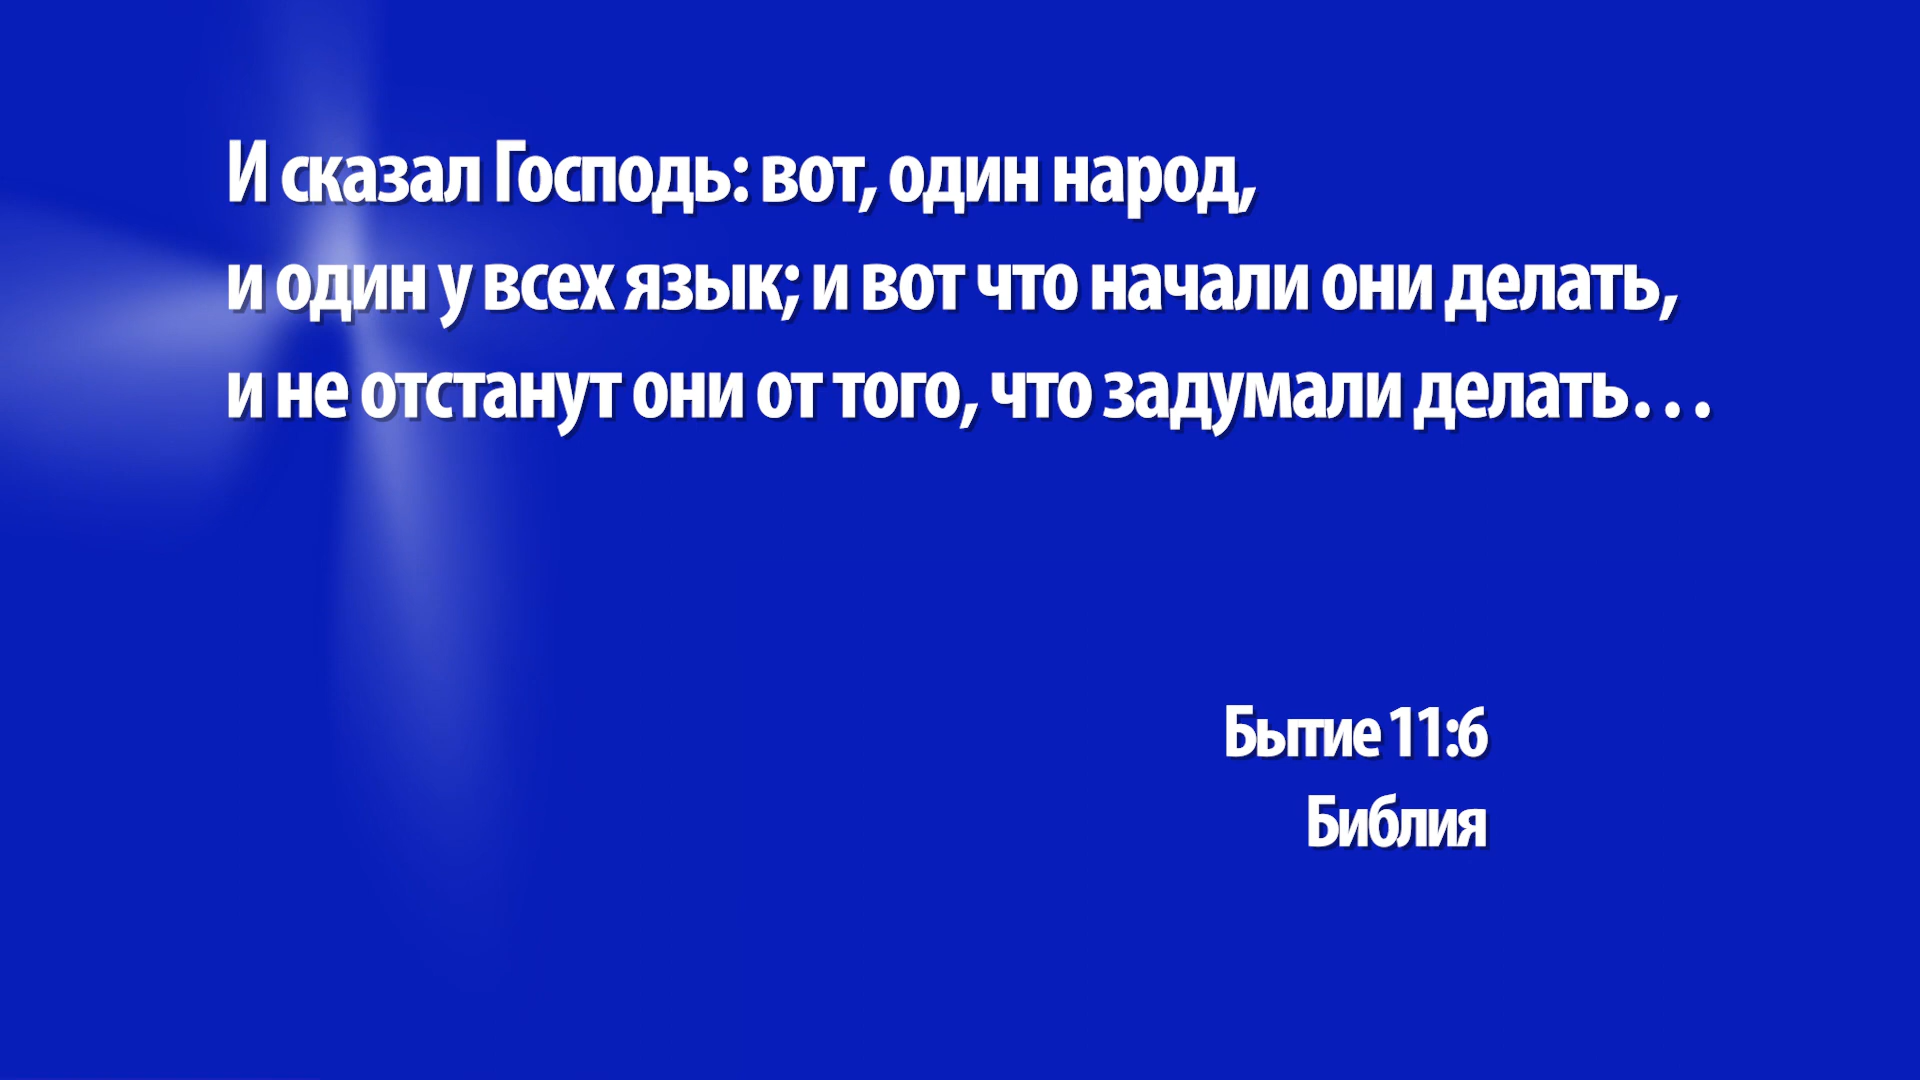 И сказал Господь: вот, один народ,
и один у всех язык; и вот что начали они делать,
и не отстанут они от того, что задумали делать…
Бытие 11:6
Библия